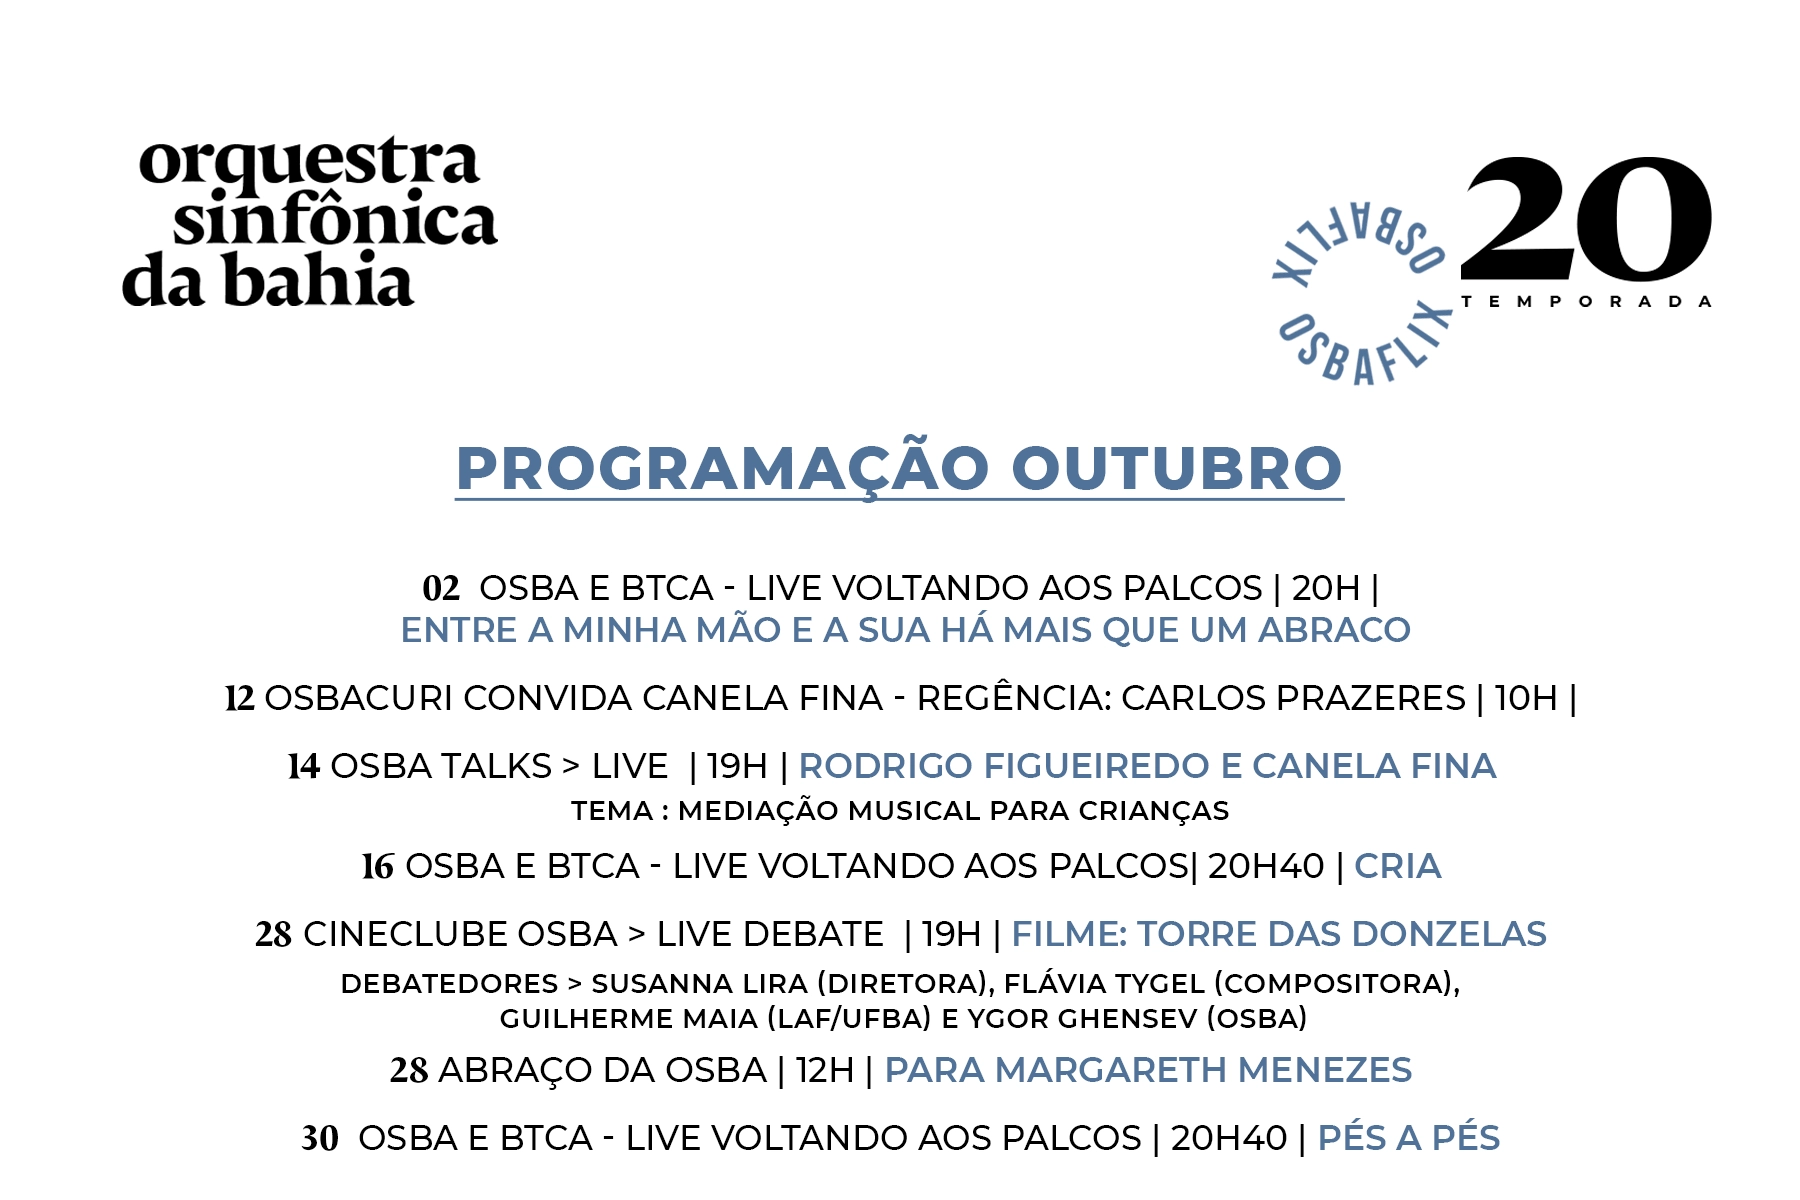 orquestra
sinfônica
da bahia
OSBAFLIX
OSBAFLIX
20
TEMPORADA
PROGRAMAÇÃO OUTUBRO
02 OSBA E BTCA - LIVE VOLTANDO AOS PALCOS | 20H |
ENTRE A MINHA MÃO E A SUA HÁ MAIS QUE UM ABRACO
12 OSBACURI CONVIDA CANELA FINA - REGÊNCIA: CARLOS PRAZERES | 10H |
14 OSBA TALKS > LIVE | 19H | RODRIGO FIGUEIREDO E CANELA FINA
TEMA : MEDIAÇÃO MUSICAL PARA CRIANÇAS
16 OSBA E BTCA - LIVE VOLTANDO AOS PALCOS| 20H40 | CRIA
28 CINECLUBE OSBA > LIVE DEBATE | 19H | FILME: TORRE DAS DONZELAS
DEBATEDORES > SUSANNA LIRA (DIRETORA), FLÁVIA TYGEL (COMPOSITORA),
GUILHERME MAIA (LAF/UFBA) E YGOR GHENSEV (OSBA)
28 ABRAÇO DA OSBA | 12H | PARA MARGARETH MENEZES
30 OSBA E BTCA - LIVE VOLTANDO AOS PALCOS | 20H40 | PÉS A PÉS